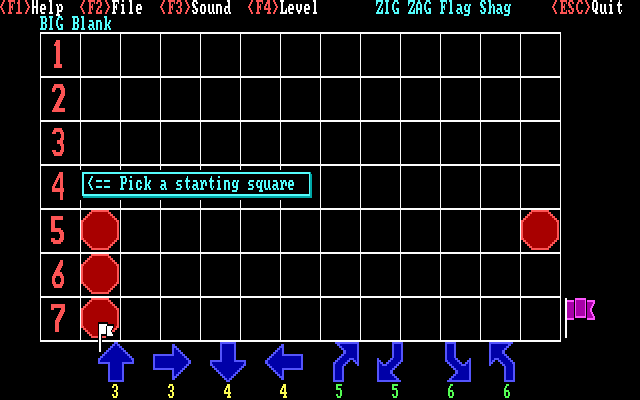 <F1>Help <F2>File <F3>Sound <F4>Level ZIG ZAG Flag Shag <ESC>Quit
BIG Blank
1
2
3
4 <== Pick a starting square
5
6
7
3 3 4 4 5 5 6 6